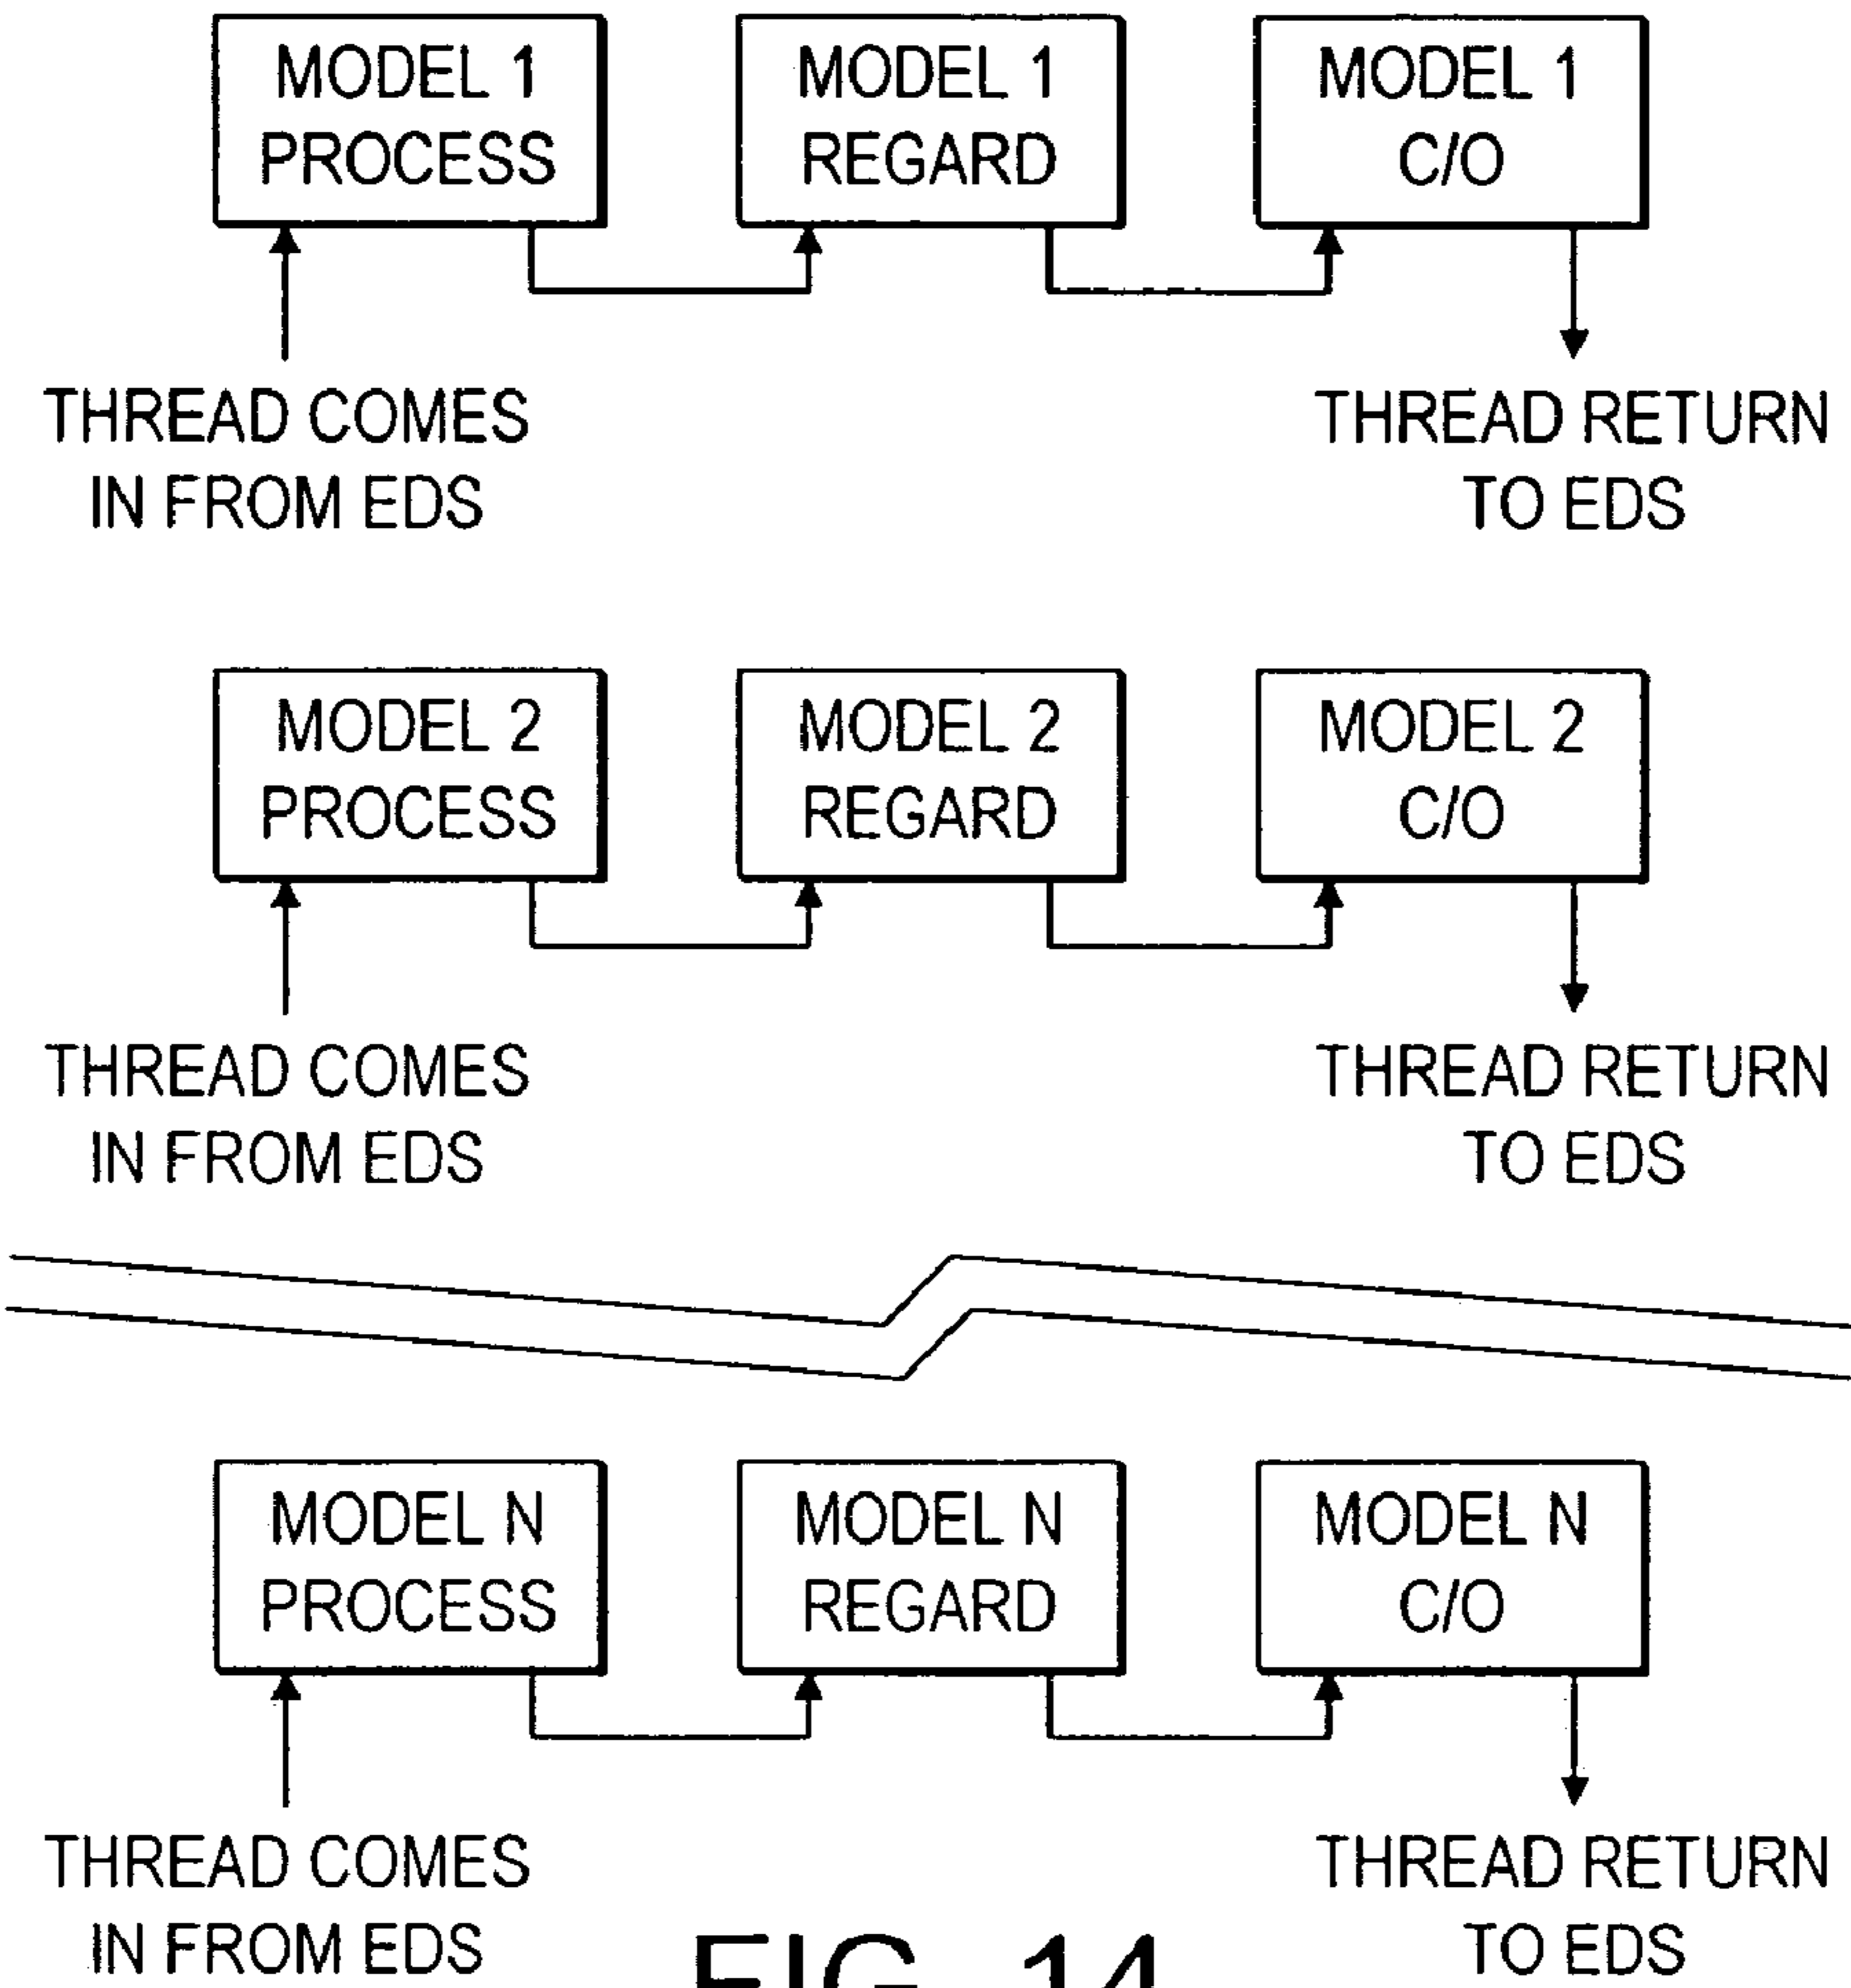 MODEL 1
PROCESS
MODEL 1
REGARD
MODEL 1
C/O
THREAD COMES
IN FROM EDS
THREAD RETURN
TO EDS
MODEL 2
PROCESS
MODEL 2
REGARD
MODEL 2
C/O
THREAD COMES
IN FROM EDS
THREAD RETURN
TO EDS
MODEL N
PROCESS
MODEL N
REGARD
MODEL N
C/O
THREAD COMES
IN FROM EDS
THREAD RETURN
TO EDS
FIG. 14